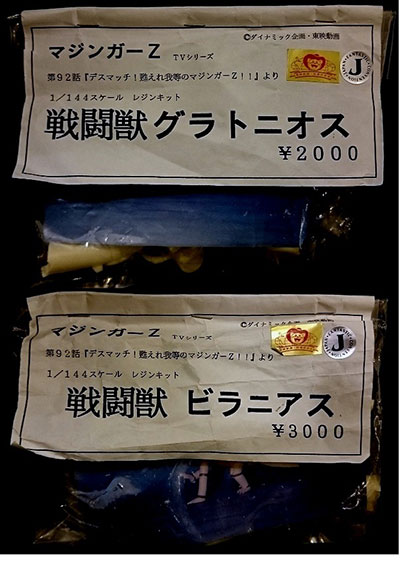 ©ダイナミック企画・東映動画
マジンガーZ TVシリーズ
第92話『デスマッチ!甦えれ我等のマジンガーZ!!』より
1/144スケール レジンキット
戦闘獣グラトニオス
¥2000
J
©ダイナミック企画・東映動画
マジンガーZ TVシリーズ
第92話『デスマッチ!甦えれ我等のマジンガーZ!!』より
1/144スケール レジンキット
戦闘獣 ビラニアス
¥3000
J